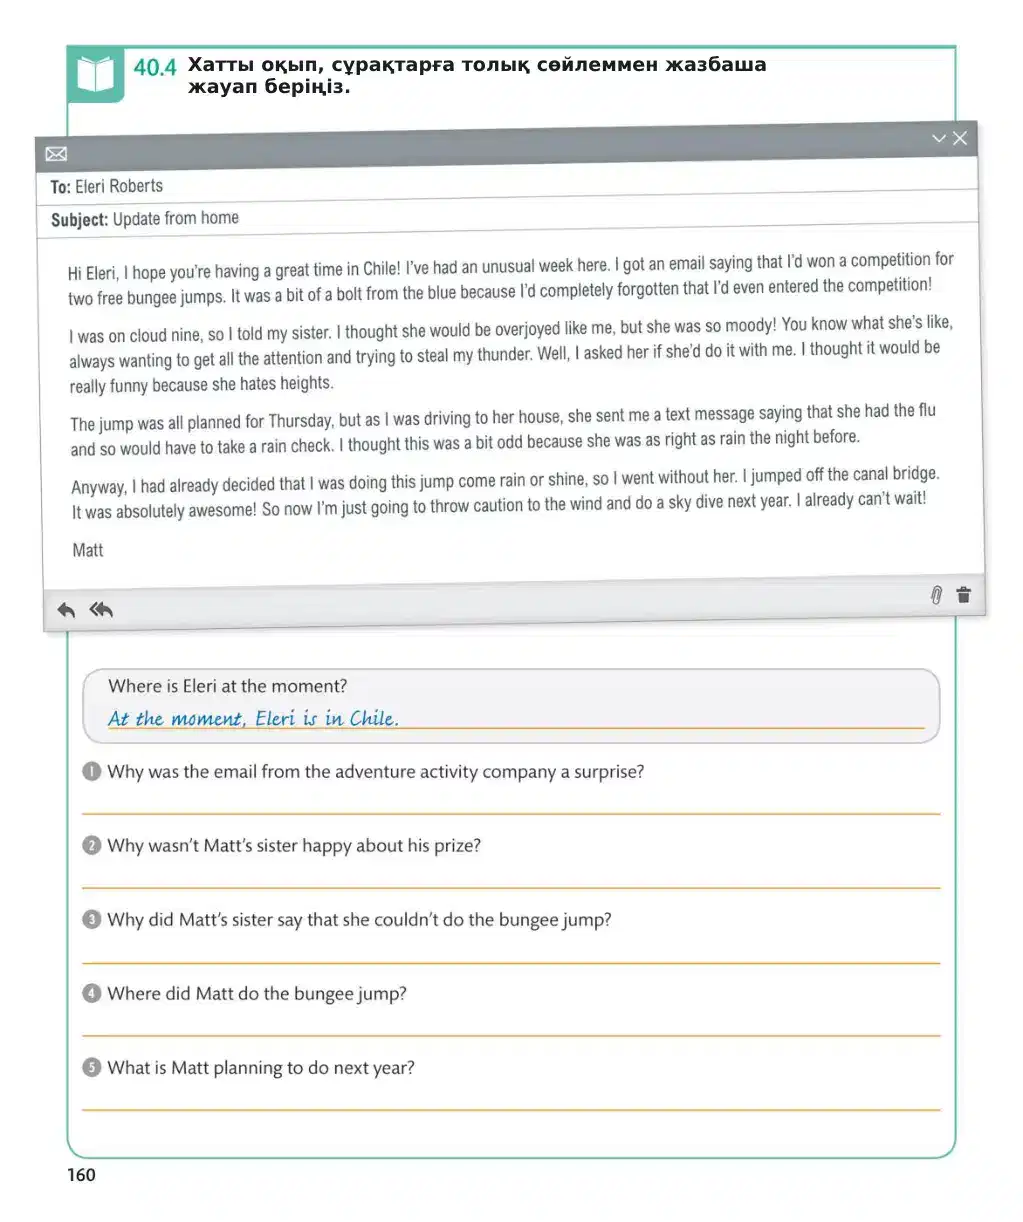 40.4 Хатты оқып, сұрақтарға толық сөйлеммен жазбаша
жауап беріңіз.
To: Eleri Roberts
Subject: Update from home
Hi Eleri, I hope you're having a great time in Chile! I've had an unusual week here. I got an email saying that I'd won a competition for
two free bungee jumps. It was a bit of a bolt from the blue because I'd completely forgotten that I'd even entered the competition!
I was on cloud nine, so I told my sister. I thought she would be overjoyed like me, but she was so moody! You know what she's like,
always wanting to get all the attention and trying to steal my thunder. Well, I asked her if she'd do it with me. I thought it would be
really funny because she hates heights.
The jump was all planned for Thursday, but as I was driving to her house, she sent me a text message saying that she had the flu
and so would have to take a rain check. I thought this was a bit odd because she was as right as rain the night before.
Anyway, I had already decided that I was doing this jump come rain or shine, so I went without her. I jumped off the canal bridge.
It was absolutely awesome! So now I'm just going to throw caution to the wind and do a sky dive next year. I already can't wait!
Matt
Where is Eleri at the moment?
At the moment, Eleri is in Chile.
1 Why was the email from the adventure activity company a surprise?
2 Why wasn't Matt's sister happy about his prize?
3 Why did Matt's sister say that she couldn't do the bungee jump?
4 Where did Matt do the bungee jump?
5 What is Matt planning to do next year?
160